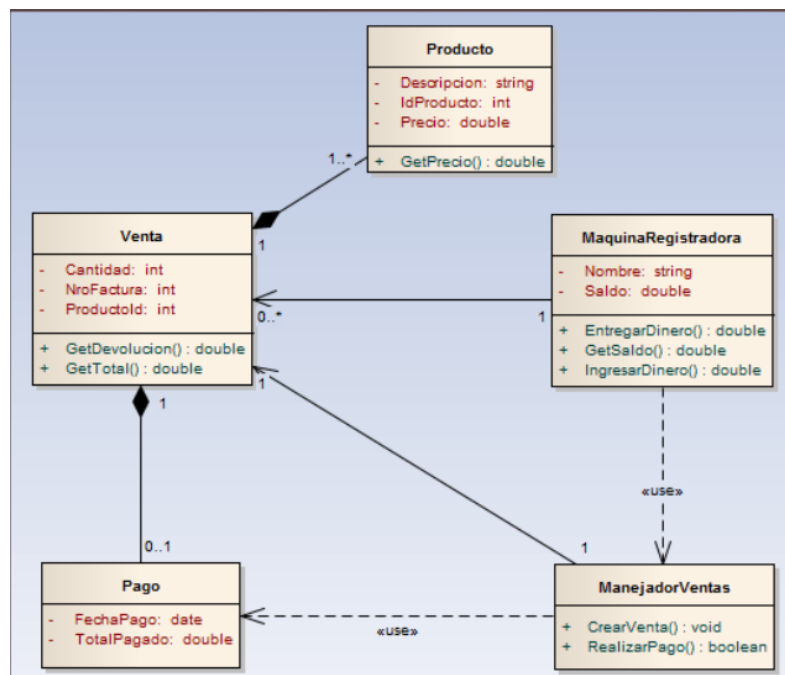 Producto
- Descripcion: string
- IdProducto: int
- Precio: double
+ GetPrecio() : double
1..*
1
Venta
- Cantidad: int
- NroFactura: int
- ProductoId: int
+ GetDevolucion() : double
+ GetTotal() : double
MaquinaRegistradora
- Nombre: string
- Saldo: double
+ EntregarDinero() : double
+ GetSaldo() : double
+ IngresarDinero() : double
0..*
1
1
1
«use»
0..1
1
Pago
- FechaPago: date
- TotalPagado: double
«use»
ManejadorVentas
+ CrearVenta() : void
+ RealizarPago() : boolean